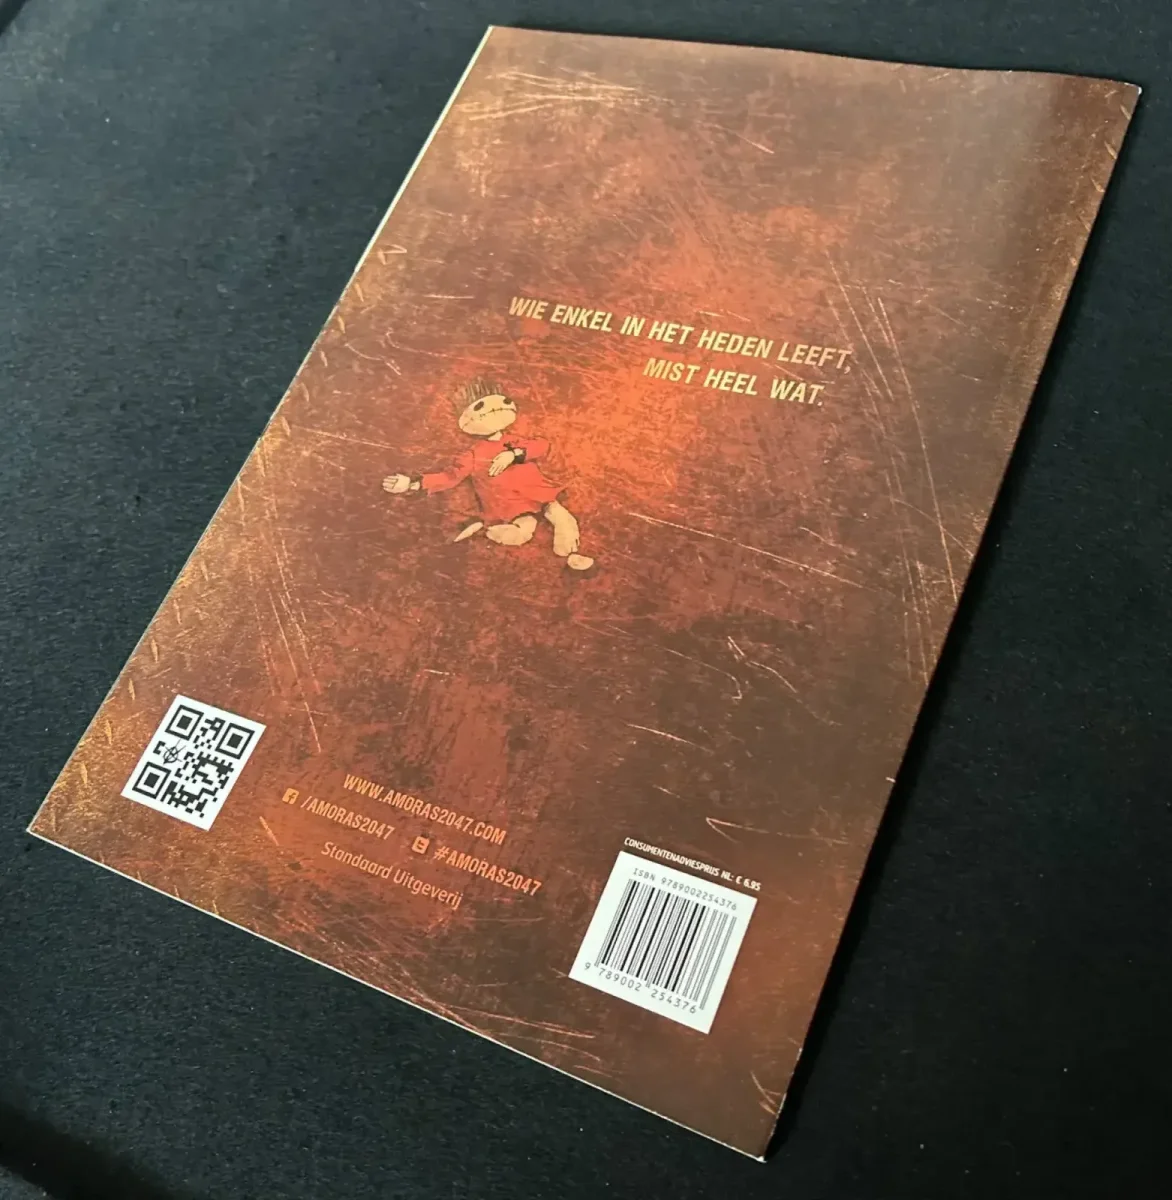 WIE ENKEL IN HET HEDEN LEEFT,
MIST HEEL WAT.
WWW.AMORAS2047.COM
/AMORAS2047 #AMORAS2047
Standaard Uitgeverij
CONSUMENTENADVIESPRIJS NL: € 6,95
ISBN 9789002254376
9 789002 254376